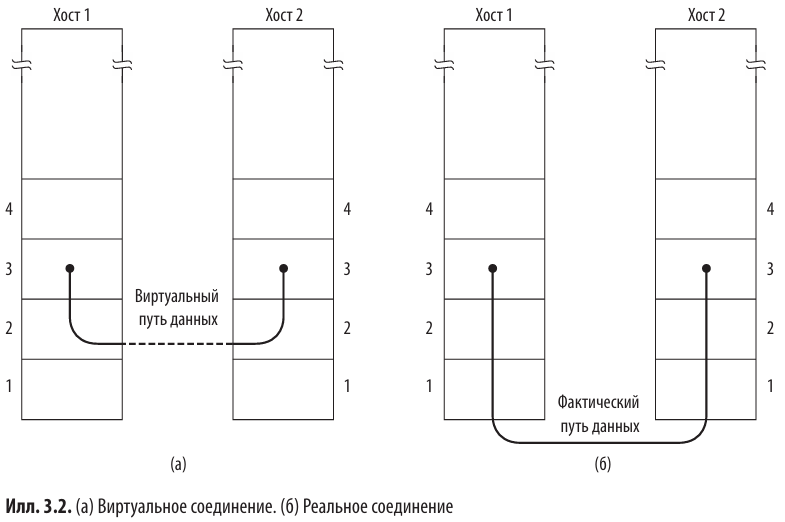 Хост 1 Хост 2 Хост 1 Хост 2
4 4 4 4
3 3 3 3
Виртуальный
путь данных
2 2 2 2
1 1 1 1
Фактический
путь данных
(а) (б)
Илл. 3.2. (а) Виртуальное соединение. (б) Реальное соединение